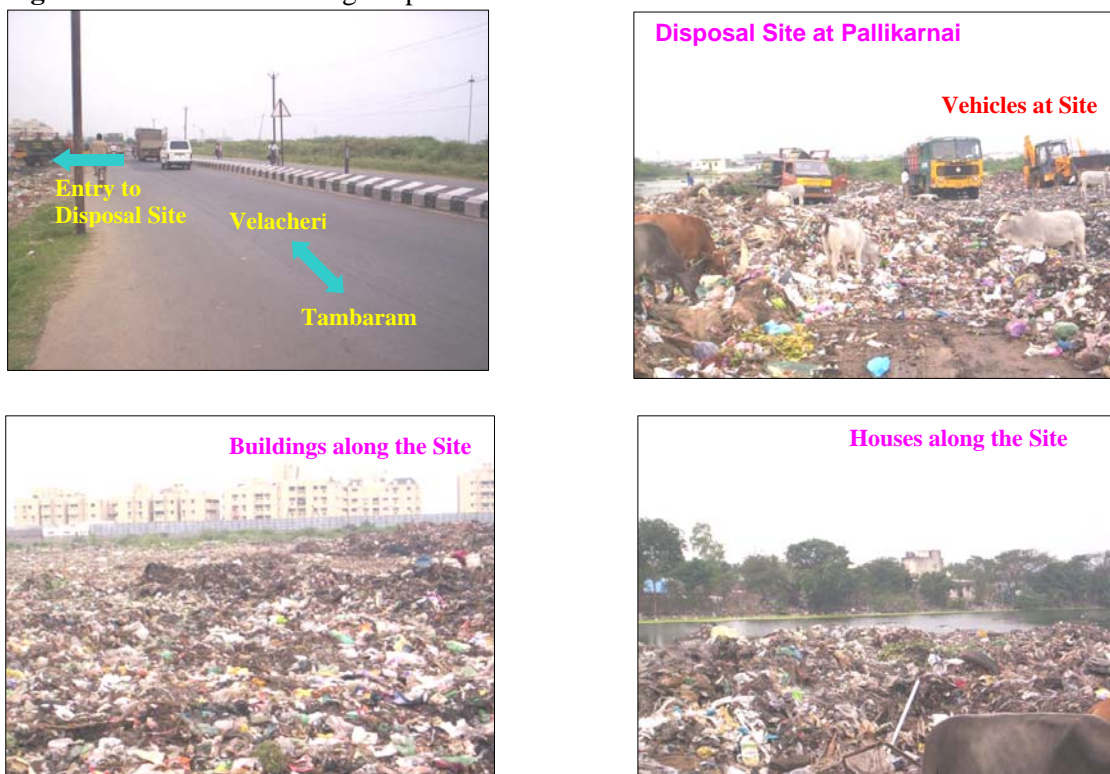 Entry to
Disposal Site
Velacheri
Tambaram
Disposal Site at Pallikarnai
Vehicles at Site
Buildings along the Site
Houses along the Site